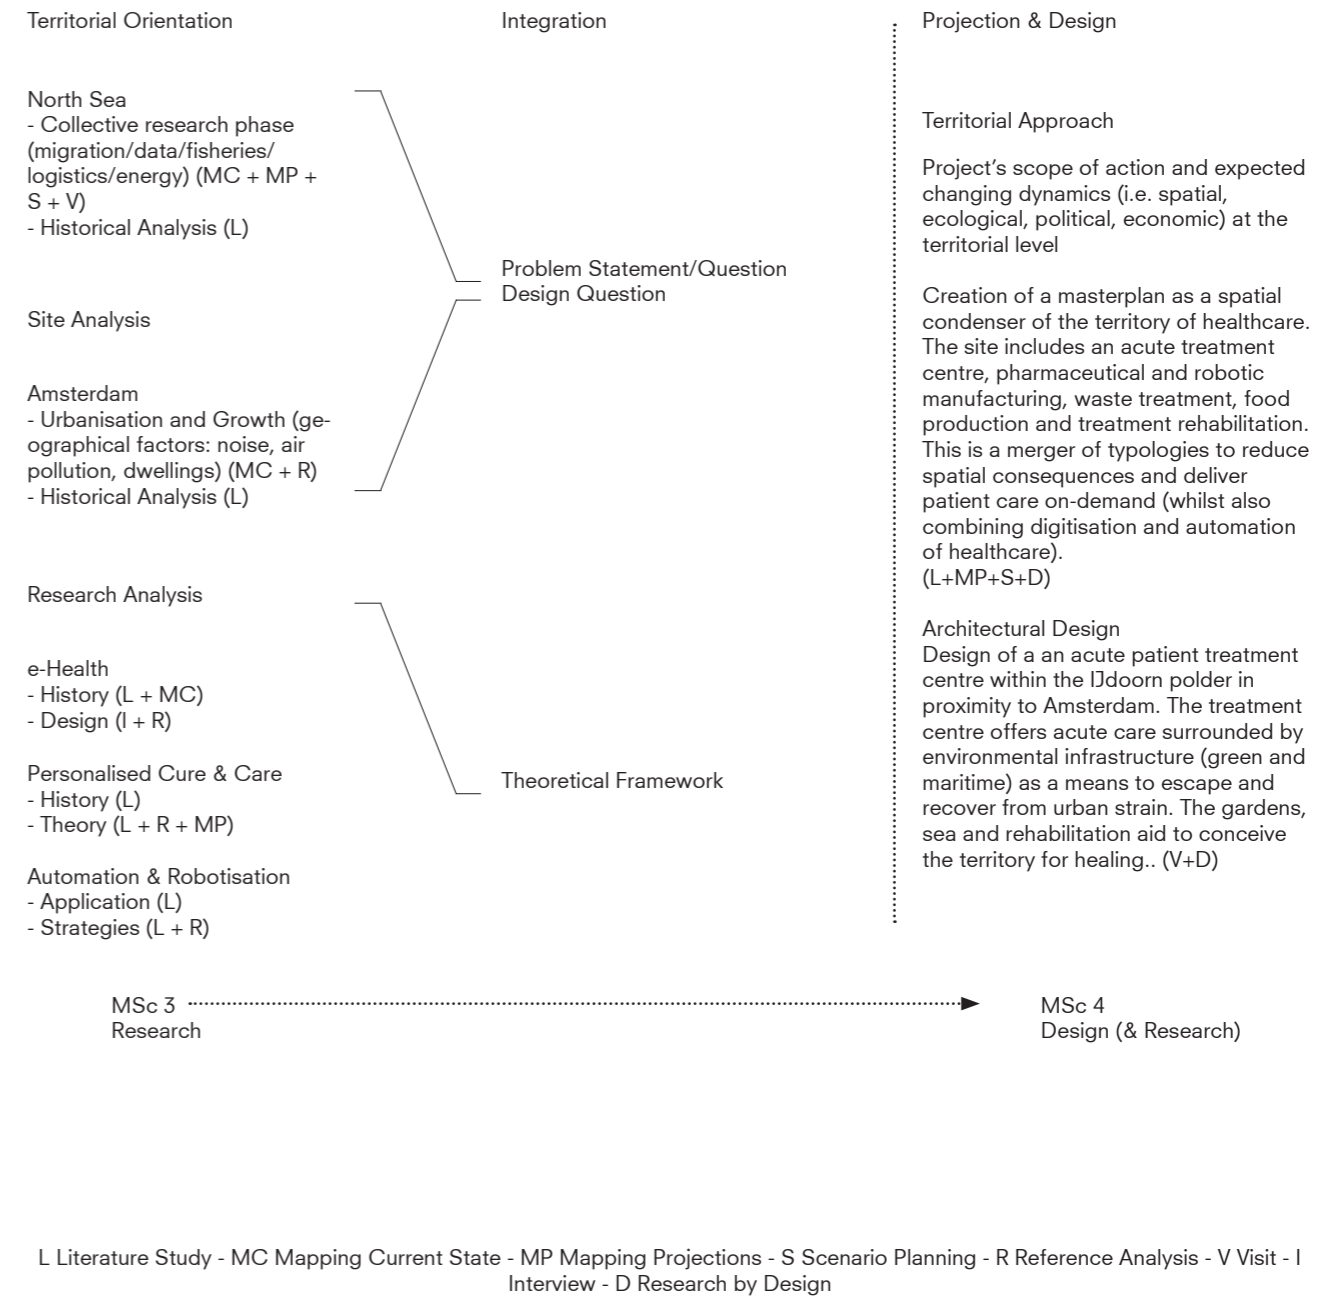 Territorial Orientation
North Sea
- Collective research phase
(migration/data/fisheries/
logistics/energy) (MC + MP +
S + V)
- Historical Analysis (L)
Site Analysis
Amsterdam
- Urbanisation and Growth (ge-
ographical factors: noise, air
pollution, dwellings) (MC + R)
- Historical Analysis (L)
Research Analysis
e-Health
- History (L + MC)
- Design (I + R)
Personalised Cure & Care
- History (L)
- Theory (L + R + MP)
Automation & Robotisation
- Application (L)
- Strategies (L + R)
Integration
Problem Statement/Question
Design Question
Theoretical Framework
Projection & Design
Territorial Approach
Project's scope of action and expected
changing dynamics (i.e. spatial,
ecological, political, economic) at the
territorial level
Creation of a masterplan as a spatial
condenser of the territory of healthcare.
The site includes an acute treatment
centre, pharmaceutical and robotic
manufacturing, waste treatment, food
production and treatment rehabilitation.
This is a merger of typologies to reduce
spatial consequences and deliver
patient care on-demand (whilst also
combining digitisation and automation
of healthcare).
(L+MP+S+D)
Architectural Design
Design of a an acute patient treatment
centre within the IJdoorn polder in
proximity to Amsterdam. The treatment
centre offers acute care surrounded by
environmental infrastructure (green and
maritime) as a means to escape and
recover from urban strain. The gardens,
sea and rehabilitation aid to conceive
the territory for healing.. (V+D)
MSc 3
Research
MSc 4
Design (& Research)
L Literature Study - MC Mapping Current State - MP Mapping Projections - S Scenario Planning - R Reference Analysis - V Visit - I
Interview - D Research by Design